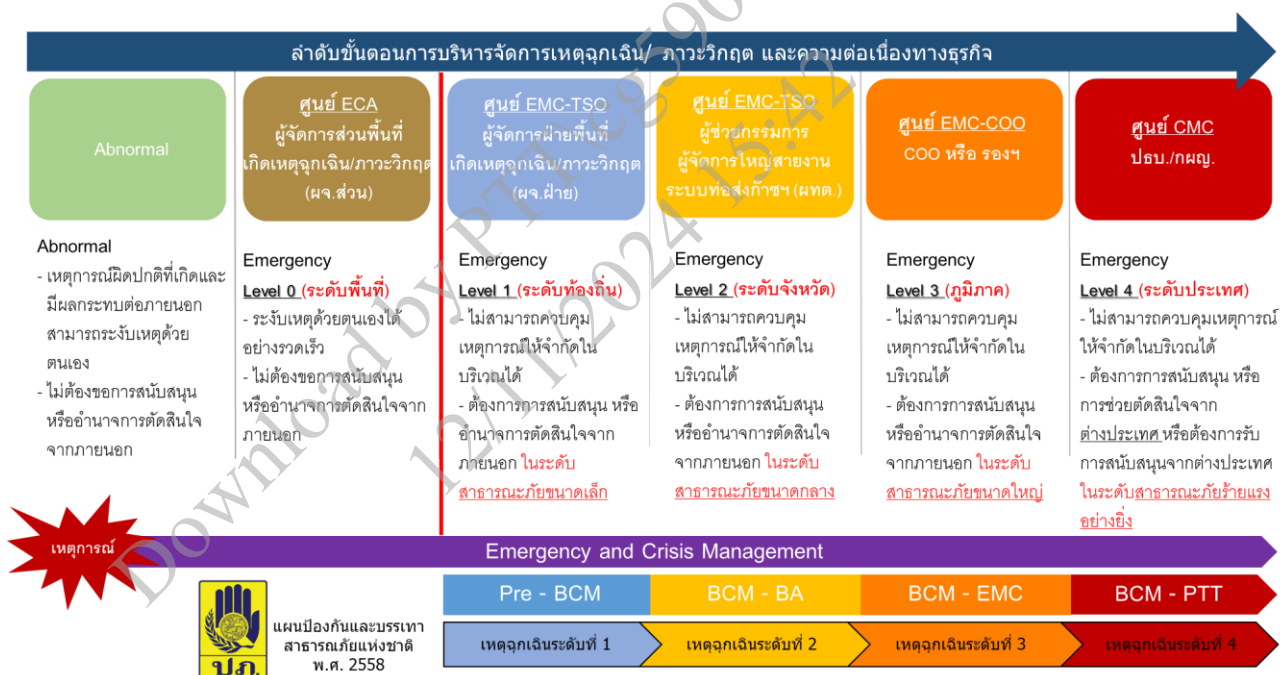 ลำดับขั้นตอนการบริหารจัดการเหตุฉุกเฉิน/ ภาวะวิกฤต และความต่อเนื่องทางธุรกิจ
Abnormal
ศูนย์ ECA
ผู้จัดการส่วนพื้นที่
เกิดเหตุฉุกเฉิน/ภาวะวิกฤต
(ผจ.ส่วน)
ศูนย์ EMC-TSO
ผู้จัดการฝ่ายพื้นที่
เกิดเหตุฉุกเฉิน/ภาวะวิกฤต
(ผจ.ฝ่าย)
ศูนย์ EMC-TSO
ผู้ช่วยกรรมการ
ผู้จัดการใหญ่สายงาน
ระบบท่อส่งก๊าซฯ (ผทต.)
ศูนย์ EMC-COO
COO หรือ รองฯ
ศูนย์ CMC
ปธบ./กผญ.
Abnormal
- เหตุการณ์ผิดปกติที่เกิดและ
มีผลกระทบต่อภายนอก
สามารถระงับเหตุด้วย
ตนเอง
- ไม่ต้องขอการสนับสนุน
หรืออำนาจการตัดสินใจ
จากภายนอก
Emergency
Level 0 (ระดับพื้นที่)
- ระงับเหตุด้วยตนเองได้
อย่างรวดเร็ว
- ไม่ต้องขอการสนับสนุน
หรืออำนาจการตัดสินใจจาก
ภายนอก
Emergency
Level 1 (ระดับท้องถิ่น)
- ไม่สามารถควบคุม
เหตุการณ์ให้จำกัดใน
บริเวณได้
- ต้องการการสนับสนุน หรือ
อำนาจการตัดสินใจจาก
ภายนอก ในระดับ
สาธารณะภัยขนาดเล็ก
Emergency
Level 2 (ระดับจังหวัด)
- ไม่สามารถควบคุม
เหตุการณ์ให้จำกัดใน
บริเวณได้
- ต้องการการสนับสนุน
หรืออำนาจการตัดสินใจ
จากภายนอก ในระดับ
สาธารณะภัยขนาดกลาง
Emergency
Level 3 (ภูมิภาค)
- ไม่สามารถควบคุม
เหตุการณ์ให้จำกัดใน
บริเวณได้
- ต้องการการสนับสนุน
หรืออำนาจการตัดสินใจ
จากภายนอก ในระดับ
สาธารณะภัยขนาดใหญ่
Emergency
Level 4 (ระดับประเทศ)
- ไม่สามารถควบคุมเหตุการณ์
ให้จำกัดในบริเวณได้
- ต้องการการสนับสนุน หรือ
การช่วยตัดสินใจจาก
ต่างประเทศ หรือต้องการรับ
การสนับสนุนจากต่างประเทศ
ในระดับสาธารณะภัยร้ายแรง
อย่างยิ่ง
เหตุการณ์
Emergency and Crisis Management
Pre - BCM
BCM - BA
BCM - EMC
BCM - PTT
ปภ.
แผนป้องกันและบรรเทา
สาธารณภัยแห่งชาติ
พ.ศ. 2558
เหตุฉุกเฉินระดับที่ 1
เหตุฉุกเฉินระดับที่ 2
เหตุฉุกเฉินระดับที่ 3
เหตุฉุกเฉินระดับที่ 4
12/11/2024 15:42